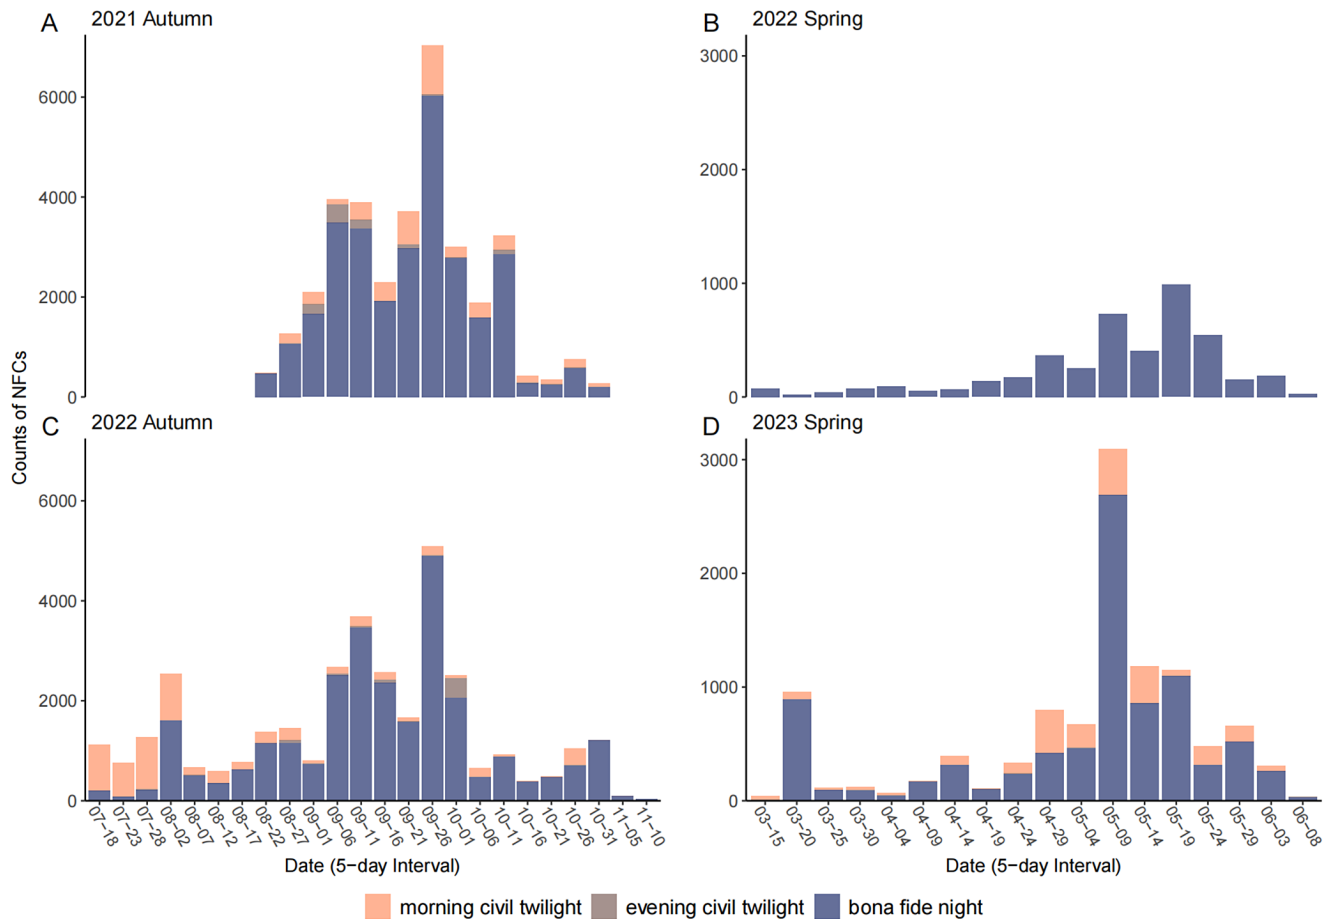 A 2021 Autumn
B 2022 Spring
6000
4000
2000
0
3000
2000
1000
0
Counts of NFCs
C 2022 Autumn
D 2023 Spring
6000
4000
2000
0
3000
2000
1000
0
07−18 07−23 07−28 08−02 08−07 08−12 08−17 08−22 08−27 09−01 09−06 09−11 09−16 09−21 09−26 10−01 10−06 10−11 10−16 10−21 10−26 10−31 11−05 11−10
03−15 03−20 03−25 03−30 04−04 04−09 04−14 04−19 04−24 04−29 05−04 05−09 05−14 05−19 05−24 05−29 06−03 06−08
Date (5−day Interval)
Date (5−day Interval)
morning civil twilight evening civil twilight bona fide night